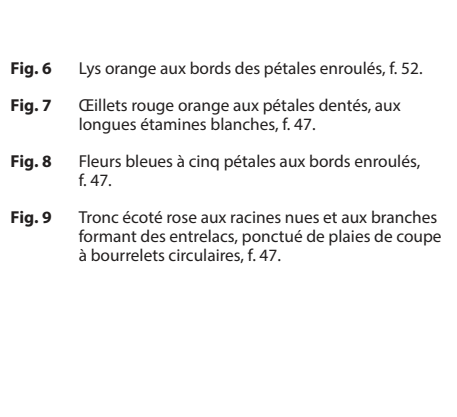 Fig. 6 Lys orange aux bords des pétales enroulés, f. 52.
Fig. 7 Œillets rouge orange aux pétales dentés, aux
longues étamines blanches, f. 47.
Fig. 8 Fleurs bleues à cinq pétales aux bords enroulés,
f. 47.
Fig. 9 Tronc écoté rose aux racines nues et aux branches
formant des entrelacs, ponctué de plaies de coupe
à bourrelets circulaires, f. 47.